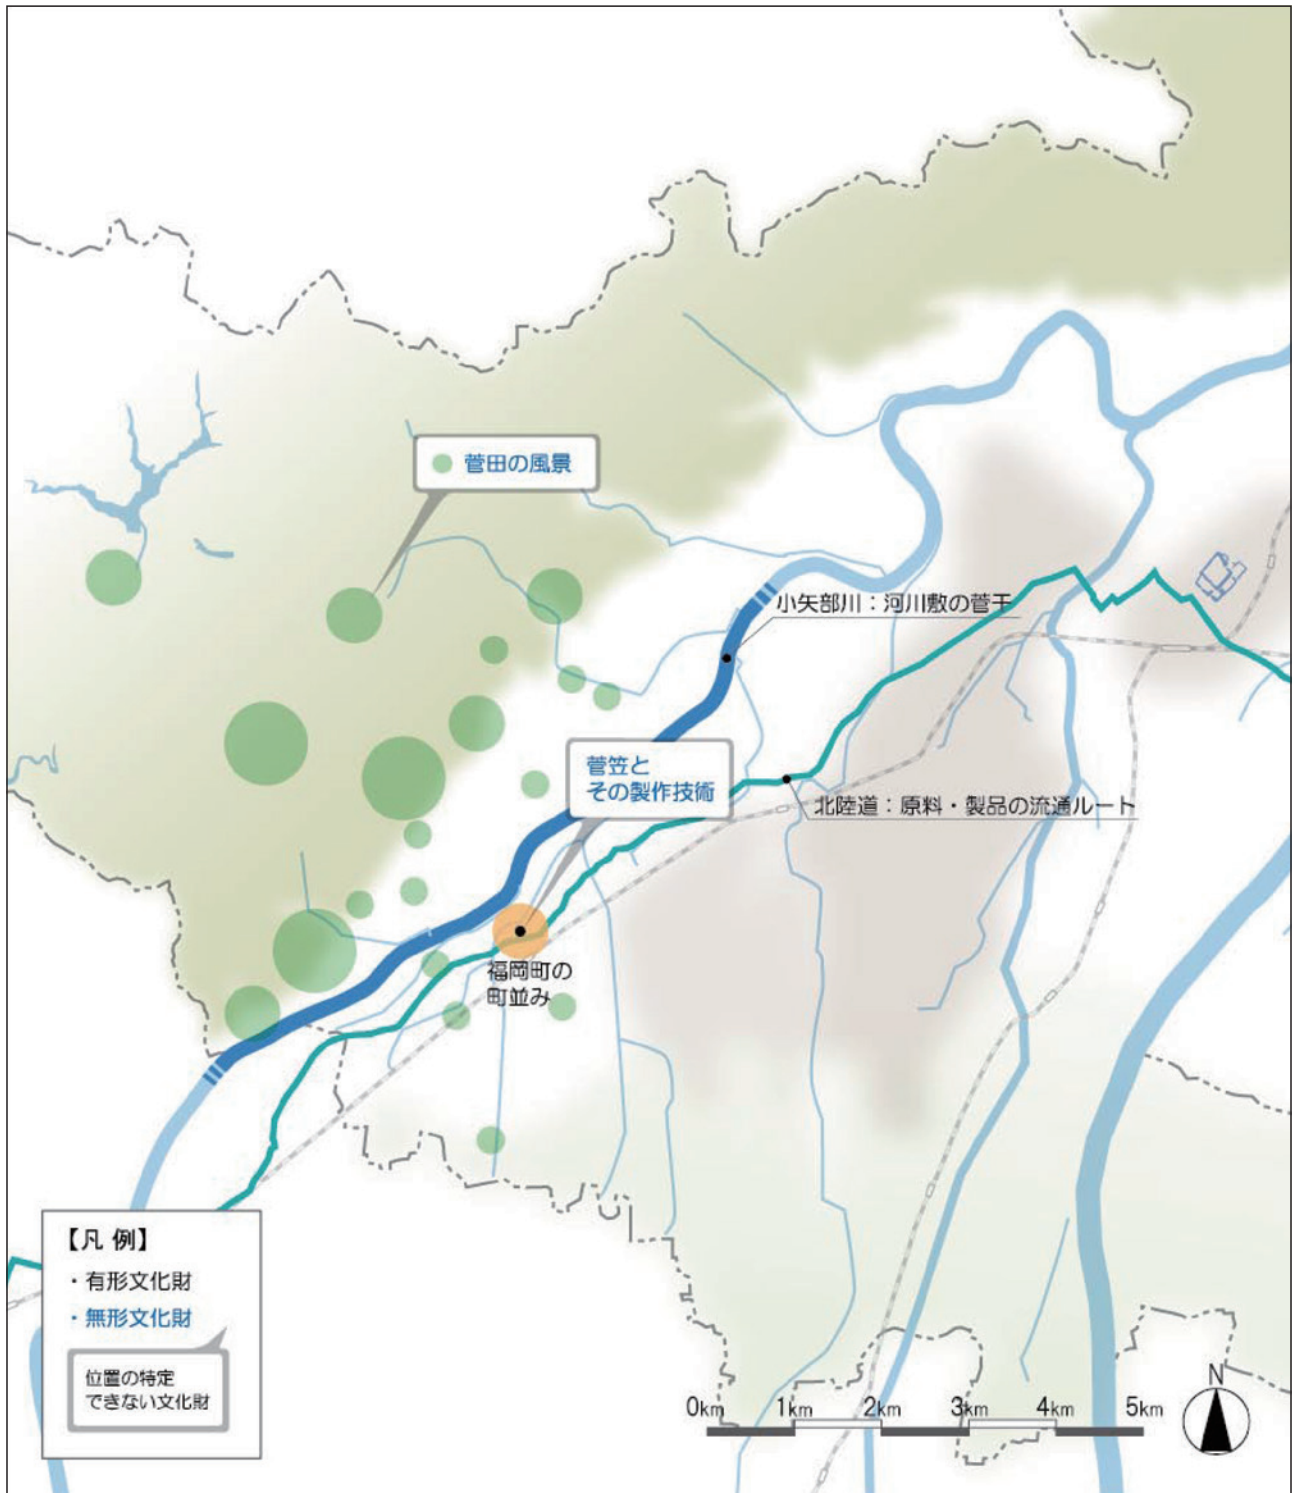 菅田の風景
小矢部川：河川敷の菅干
菅笠と
その製作技術
北陸道：原料・製品の流通ルート
福岡町の
町並み
【凡 例】
・有形文化財
・無形文化財
位置の特定
できない文化財
0km 1km 2km 3km 4km 5km
N